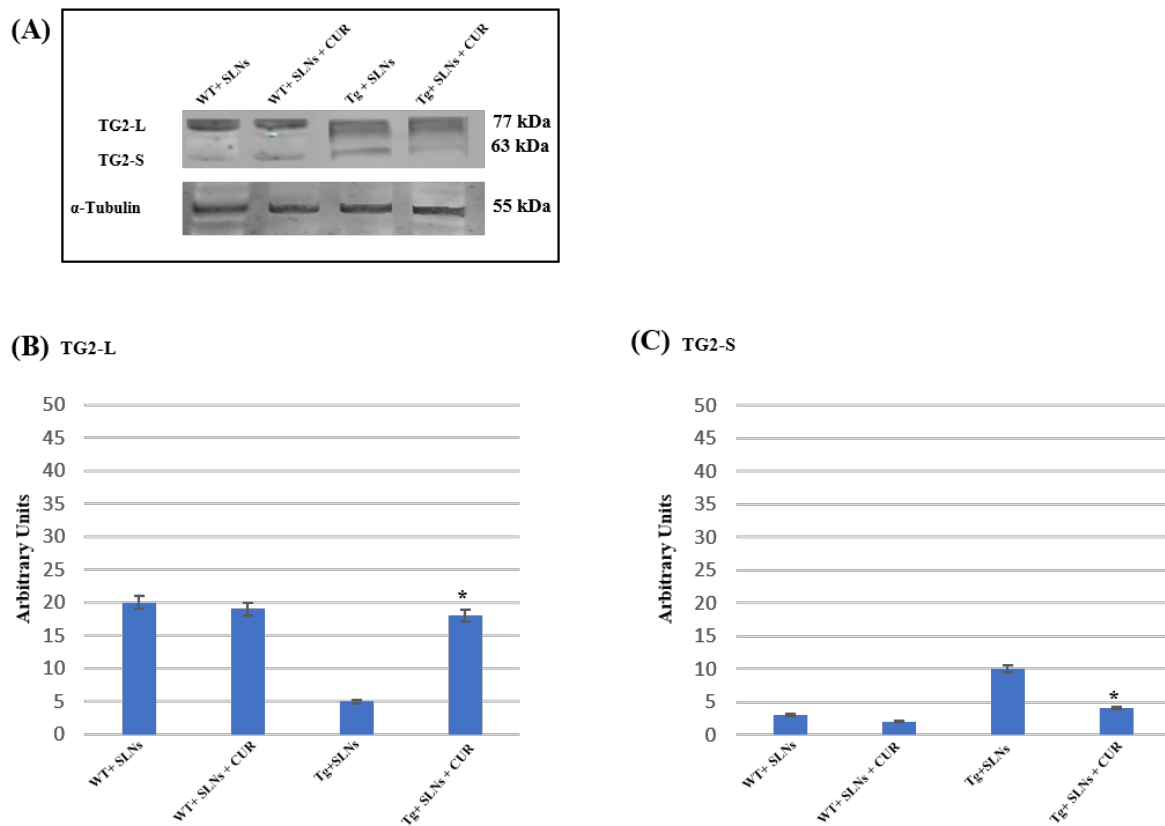 (A)
WT+ SLNs
WT+ SLNs + CUR
Tg + SLNs
Tg+ SLNs + CUR
TG2-L
77 kDa
63 kDa
TG2-S
α-Tubulin
55 kDa
(B) TG2-L
50
45
40
35
30
25
20
15
10
5
0
Arbitrary Units
*
WT+ SLNs
WT+ SLNs + CUR
Tg+SLNs
Tg+ SLNs + CUR
(C) TG2-S
50
45
40
35
30
25
20
15
10
5
0
Arbitrary Units
*
WT+ SLNs
WT+ SLNs + CUR
Tg+SLNs
Tg+ SLNs + CUR